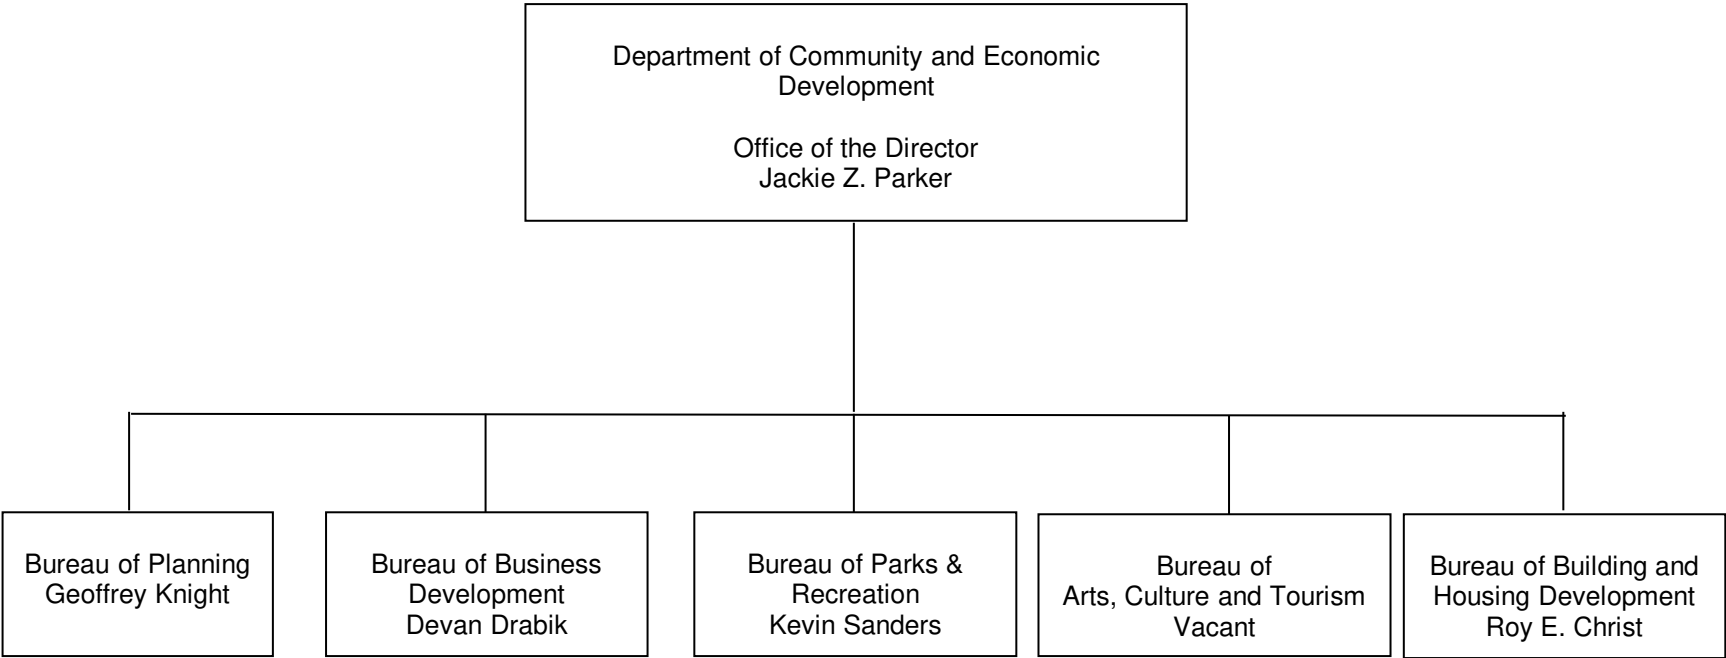 Department of Community and Economic
Development
Office of the Director
Jackie Z. Parker
Bureau of Planning
Geoffrey Knight
Bureau of Business
Development
Devan Drabik
Bureau of Parks &
Recreation
Kevin Sanders
Bureau of
Arts, Culture and Tourism
Vacant
Bureau of Building and
Housing Development
Roy E. Christ